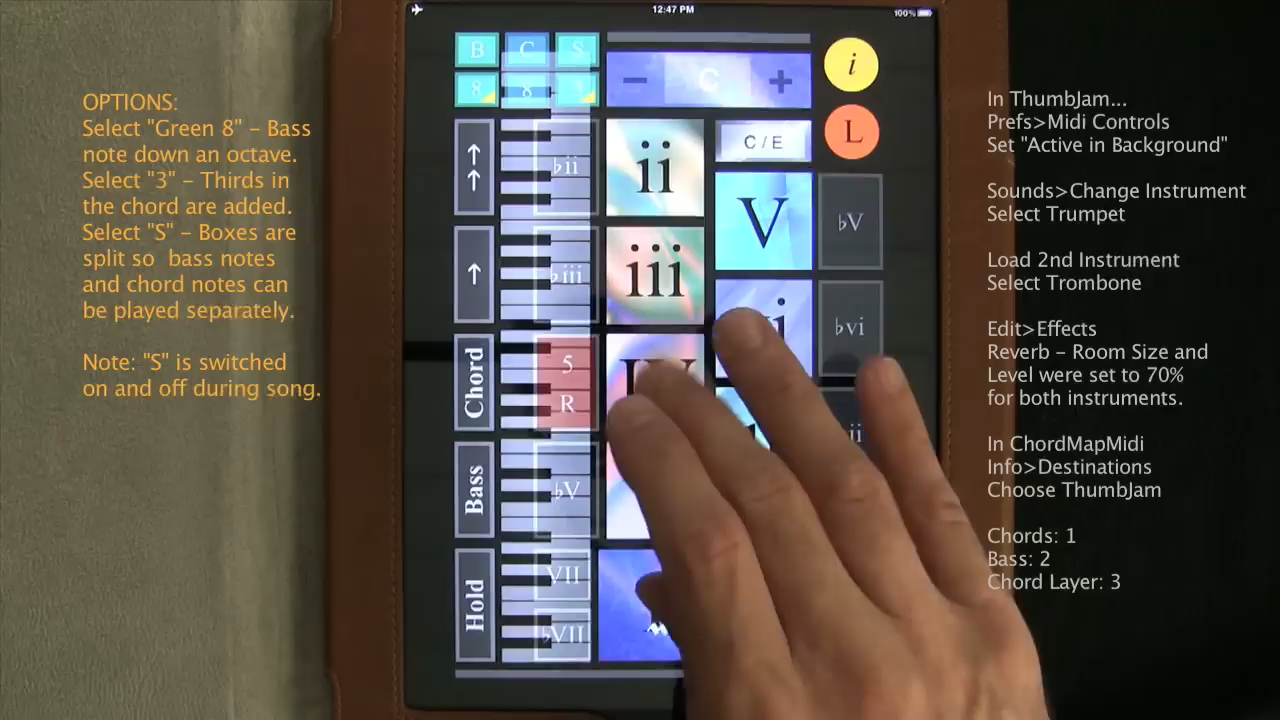 12:47 PM
100%
B C S
8 8 3
− C +
i
L
C / E
OPTIONS:
Select "Green 8" – Bass
note down an octave.
Select "3" – Thirds in
the chord are added.
Select "S" – Boxes are
split so bass notes
and chord notes can
be played separately.
Note: "S" is switched
on and off during song.
♭ii
ii
V
♭V
♭iii
iii
♭vi
Chord
5
R
Bass
♭V
Hold
VII
♭VII
In ThumbJam...
Prefs>Midi Controls
Set "Active in Background"
Sounds>Change Instrument
Select Trumpet
Load 2nd Instrument
Select Trombone
Edit>Effects
Reverb – Room Size and
Level were set to 70%
for both instruments.
In ChordMapMidi
Info>Destinations
Choose ThumbJam
Chords: 1
Bass: 2
Chord Layer: 3